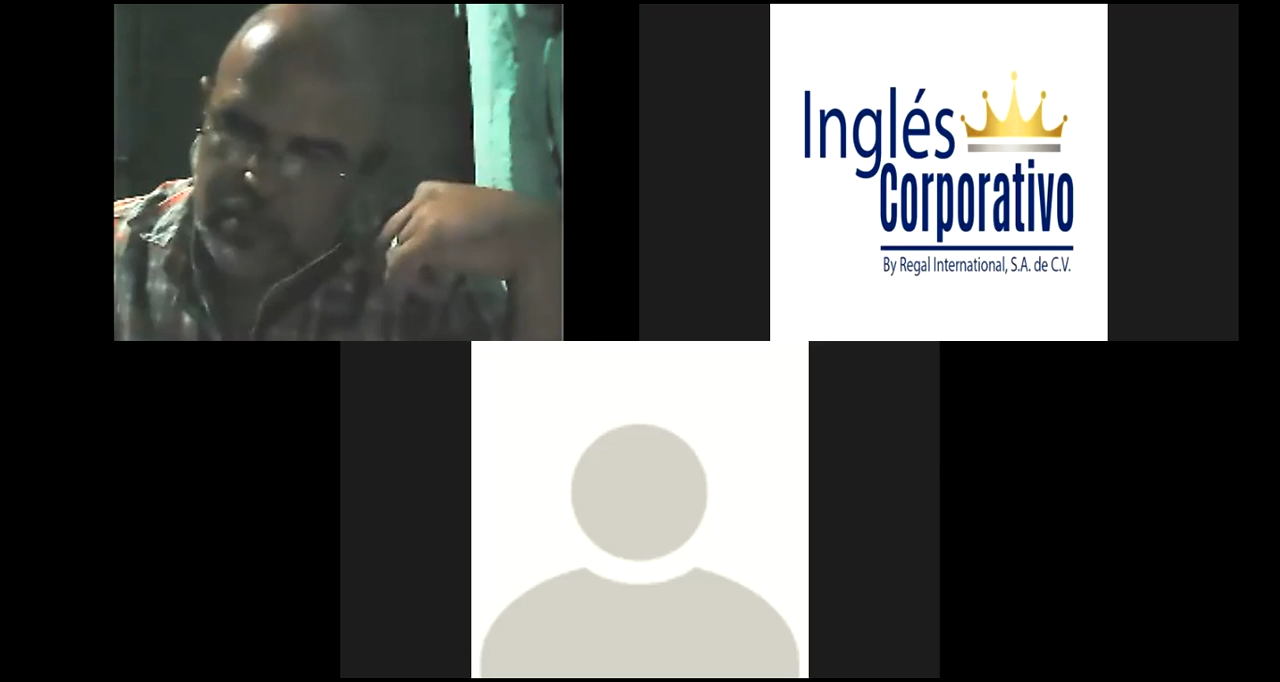 Inglés
Corporativo
By Regal International, S.A. de C.V.